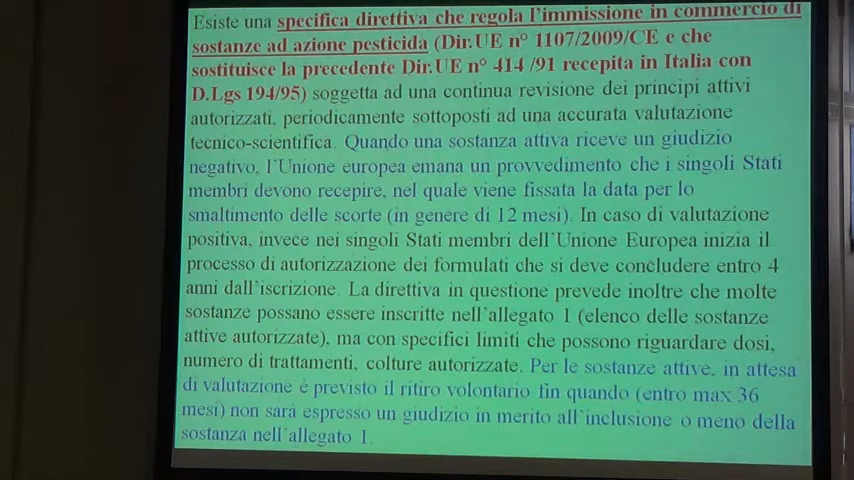 Esiste una specifica direttiva che regola l'immissione in commercio di
sostanze ad azione pesticida (Dir.UE n° 1107/2009/CE e che
sostituisce la precedente Dir.UE n° 414 /91 recepita in Italia con
D.Lgs 194/95) soggetta ad una continua revisione dei principi attivi
autorizzati, periodicamente sottoposti ad una accurata valutazione
tecnico-scientifica. Quando una sostanza attiva riceve un giudizio
negativo, l'Unione europea emana un provvedimento che i singoli Stati
membri devono recepire, nel quale viene fissata la data per lo
smaltimento delle scorte (in genere di 12 mesi). In caso di valutazione
positiva, invece nei singoli Stati membri dell'Unione Europea inizia il
processo di autorizzazione dei formulati che si deve concludere entro 4
anni dall'iscrizione. La direttiva in questione prevede inoltre che molte
sostanze possano essere inscritte nell'allegato 1 (elenco delle sostanze
attive autorizzate), ma con specifici limiti che possono riguardare dosi,
numero di trattamenti, colture autorizzate. Per le sostanze attive, in attesa
di valutazione è previsto il ritiro volontario fin quando (entro max 36
mesi) non sarà espresso un giudizio in merito all'inclusione o meno della
sostanza nell'allegato 1.